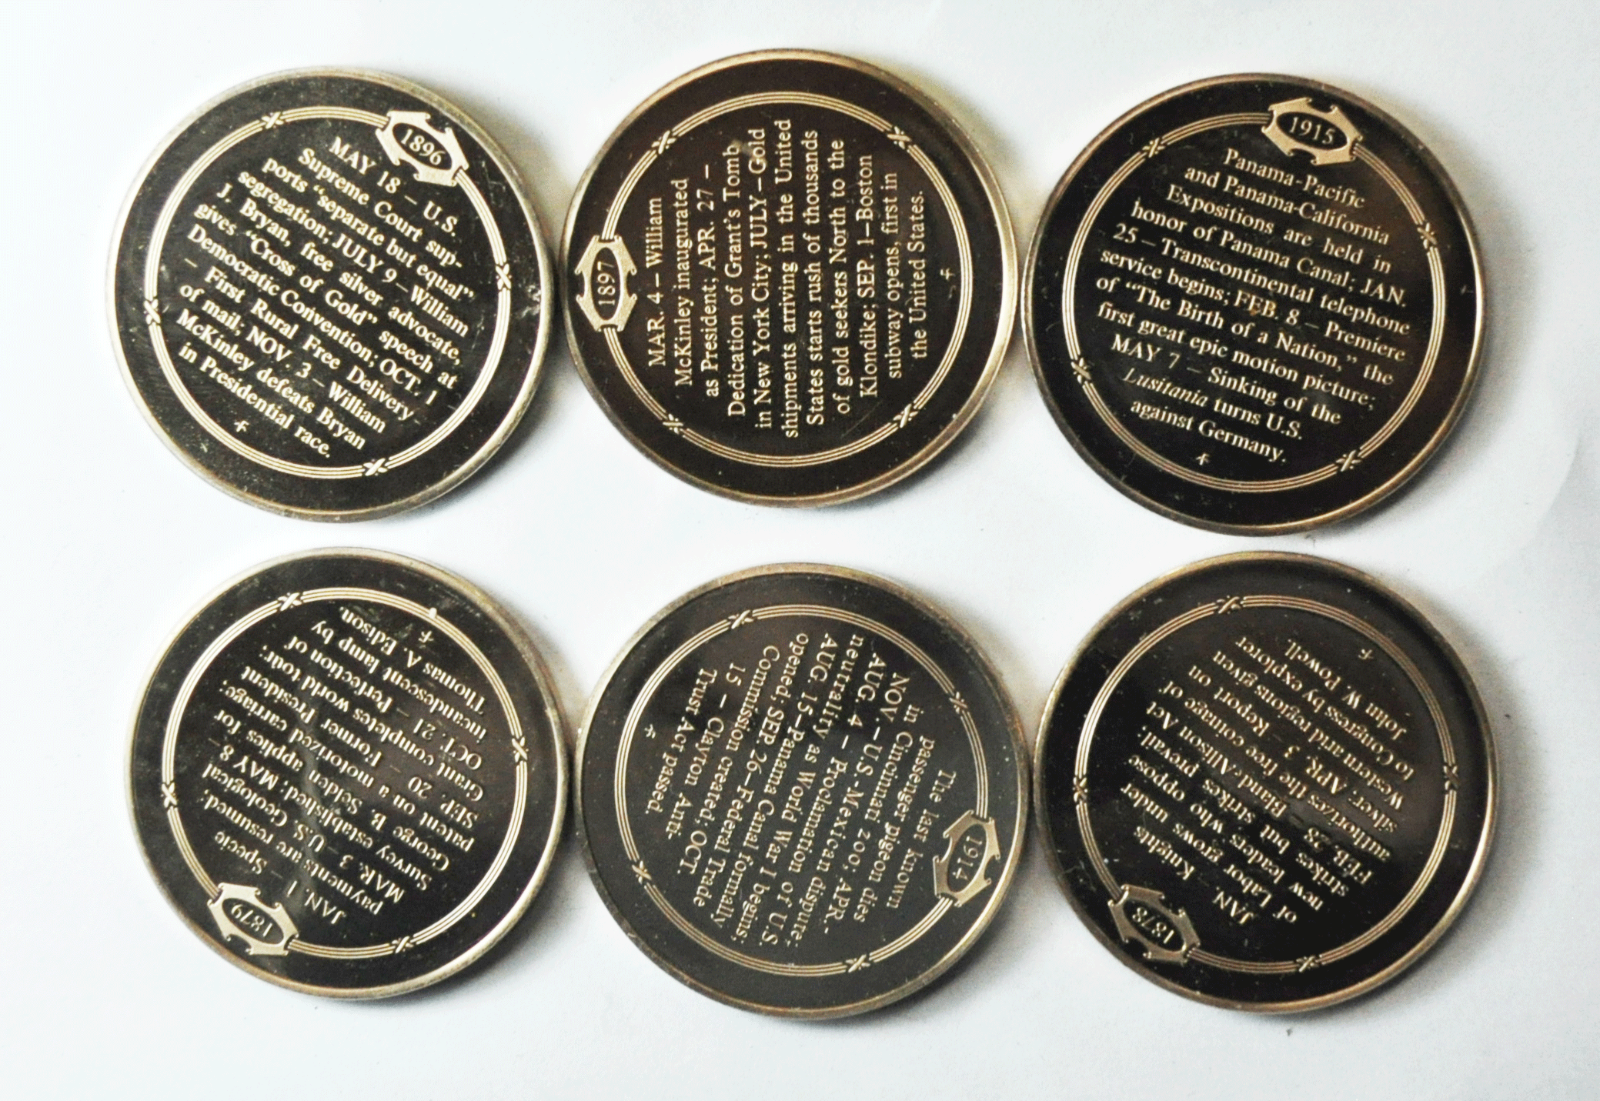 1896
MAY 18 – U.S.
Supreme Court sup-
ports "separate but equal"
segregation; JULY 9 – William
J. Bryan, free silver advocate,
gives "Cross of Gold" speech at
Democratic Convention; OCT. 1
– First Rural Free Delivery
of mail; NOV. 3 – William
McKinley defeats Bryan
in Presidential race.
1897
MAR. 4 – William
McKinley inaugurated
as President; APR. 27 –
Dedication of Grant's Tomb
in New York City; JULY – Gold
shipments arriving in the United
States starts rush of thousands
of gold seekers North to the
Klondike; SEP. 1 – Boston
subway opens, first in
the United States.
1915
Panama-Pacific
and Panama-California
Expositions are held in
honor of Panama Canal; JAN.
25 – Transcontinental telephone
service begins; FEB. 8 – Premiere
of "The Birth of a Nation," the
first great epic motion picture;
MAY 7 – Sinking of the
Lusitania turns U.S.
against Germany.
1879
JAN. 1 – Specie
payments are resumed;
MAR. 3 – U.S. Geological
Survey established; MAY 8 –
George B. Selden applies for
patent on a motorized carriage;
SEP. 20 – Former President
Grant completes world tour;
OCT. 21 – Perfection of
incandescent lamp by
Thomas A. Edison.
1914
The last known
passenger pigeon dies
in Cincinnati zoo; APR.-
NOV. – U.S.-Mexican dispute;
AUG. 4 – Proclamation of U.S.
neutrality as World War I begins;
AUG. 15 – Panama Canal formally
opened; SEP. 26 – Federal Trade
Commission created; OCT.
15 – Clayton Anti-
Trust Act passed.
1878
JAN. – Knights
of Labor grows under
new leaders, who oppose
strikes but strikes prevail;
FEB. 28 – Bland-Allison Act
authorizes the free coinage of
silver; APR. 3 – Report on
Western arid regions given
to Congress by explorer
John W. Powell.